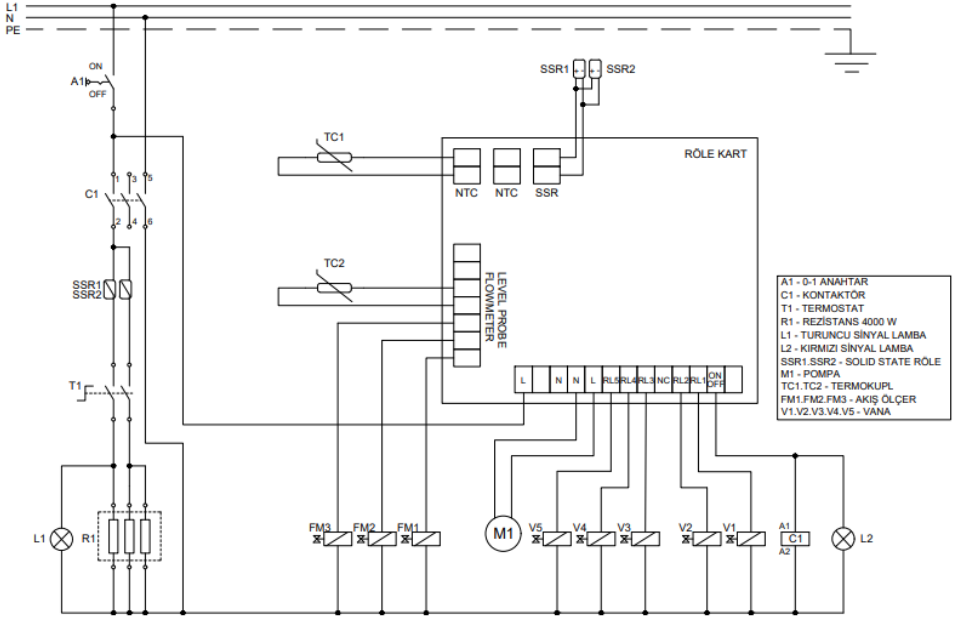 L1
N
PE
ON
A1
OFF
SSR1
+ -
+ -
SSR2
TC1
RÖLE KART
NTC
NTC
SSR
1
3
5
C1
2
4
6
TC2
LEVEL PROBE
FLOWMETER
SSR1
SSR2
A1 - 0-1 ANAHTAR
C1 - KONTAKTÖR
T1 - TERMOSTAT
R1 - REZİSTANS 4000 W
L1 - TURUNCU SİNYAL LAMBA
L2 - KIRMIZI SİNYAL LAMBA
SSR1.SSR2 - SOLID STATE RÖLE
M1 - POMPA
TC1.TC2 - TERMOKUPL
FM1.FM2.FM3 - AKIŞ ÖLÇER
V1.V2.V3.V4.V5 - VANA
T1
L
N
N
L
RL5
RL4
RL3
NC
RL2
RL1
ON
OFF
L1
R1
FM3
FM2
FM1
M1
V5
V4
V3
V2
V1
A1
C1
A2
L2